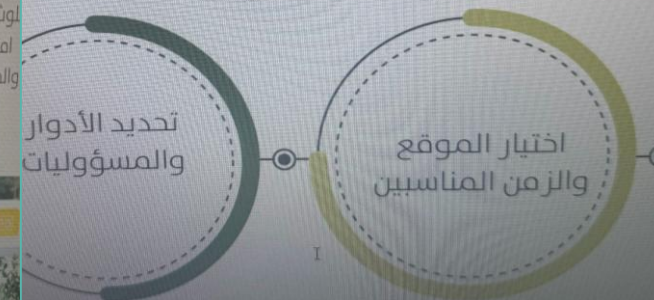 اختيار الموقع
والزمن المناسبين
تحديد الأدوار
والمسؤوليات